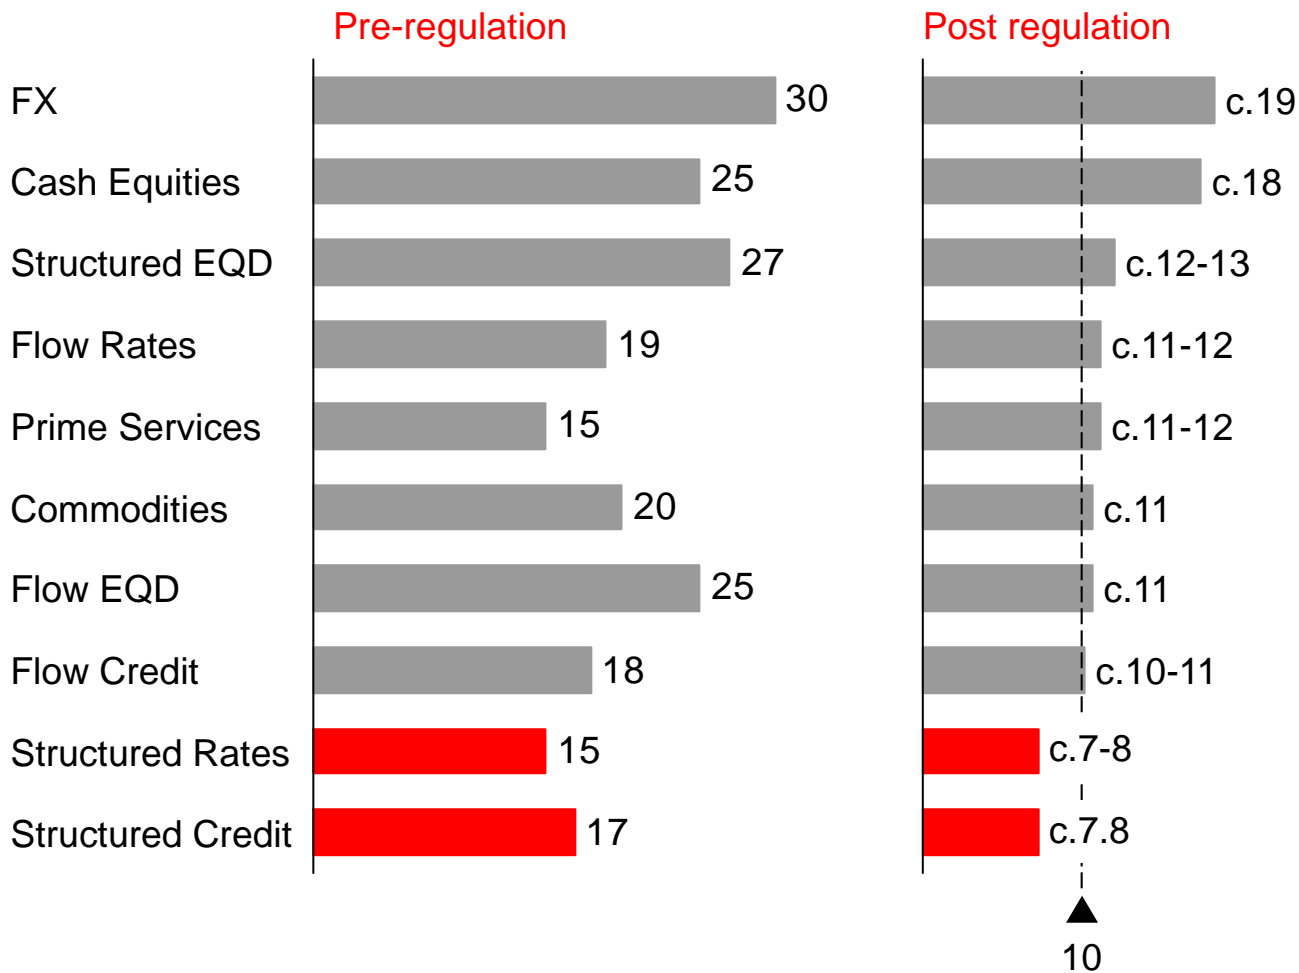 Pre-regulation Post regulation
FX 30 c.19
Cash Equities 25 c.18
Structured EQD 27 c.12-13
Flow Rates 19 c.11-12
Prime Services 15 c.11-12
Commodities 20 c.11
Flow EQD 25 c.11
Flow Credit 18 c.10-11
Structured Rates 15 c.7-8
Structured Credit 17 c.7.8
10